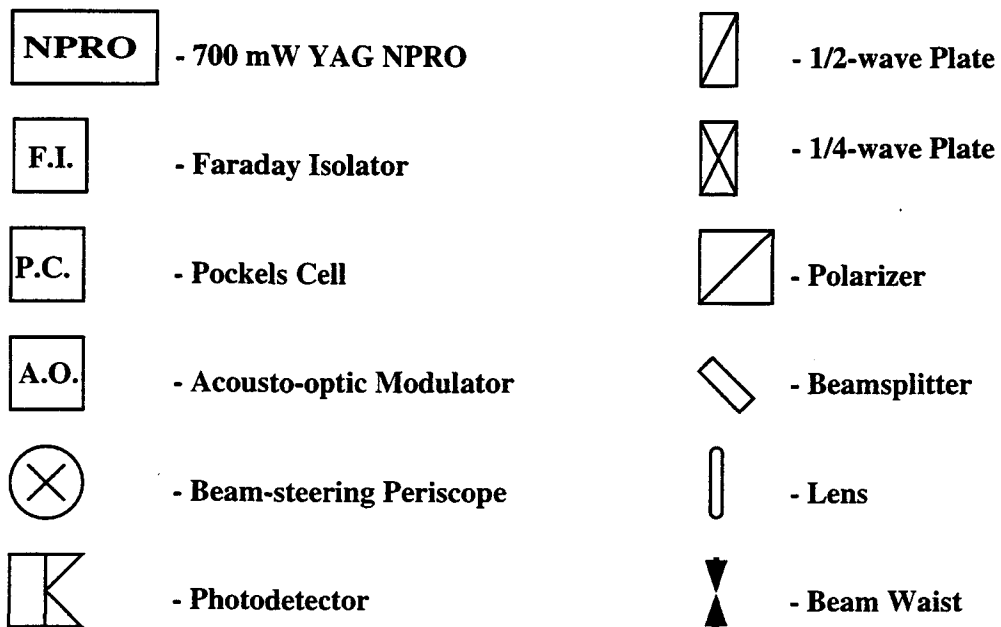 NPRO - 700 mW YAG NPRO
F.I. - Faraday Isolator
P.C. - Pockels Cell
A.O. - Acousto-optic Modulator
- Beam-steering Periscope
- Photodetector
- 1/2-wave Plate
- 1/4-wave Plate
- Polarizer
- Beamsplitter
- Lens
- Beam Waist